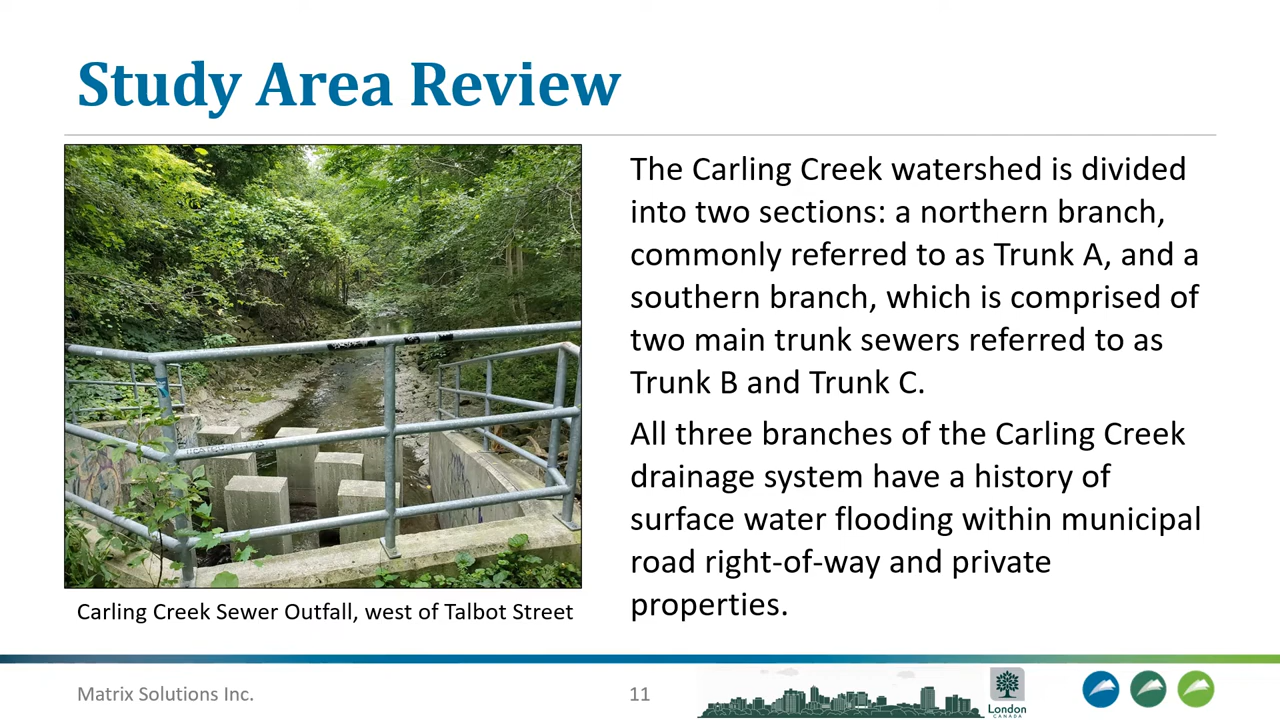 Study Area Review
The Carling Creek watershed is divided
into two sections: a northern branch,
commonly referred to as Trunk A, and a
southern branch, which is comprised of
two main trunk sewers referred to as
Trunk B and Trunk C.
All three branches of the Carling Creek
drainage system have a history of
surface water flooding within municipal
road right-of-way and private
properties.
Carling Creek Sewer Outfall, west of Talbot Street
Matrix Solutions Inc.
11
London
CANADA